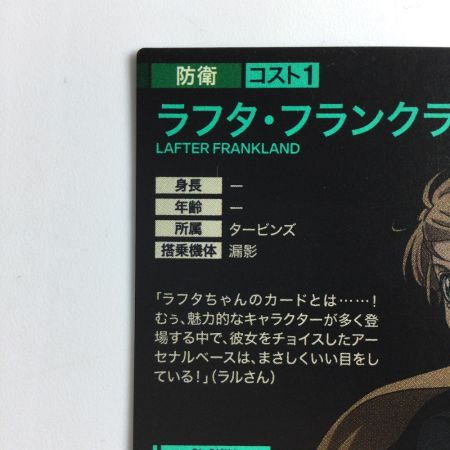 防衛 コスト1
ラフタ・フランクラ
LAFTER FRANKLAND
身長 ー
年齢 ー
所属 タービンズ
搭乗機体 漏影
「ラフタちゃんのカードとは……！
むぅ、魅力的なキャラクターが多く登
場する中で、彼女をチョイスしたアー
セナルベースは、まさしくいい目をし
ている！」（ラルさん）